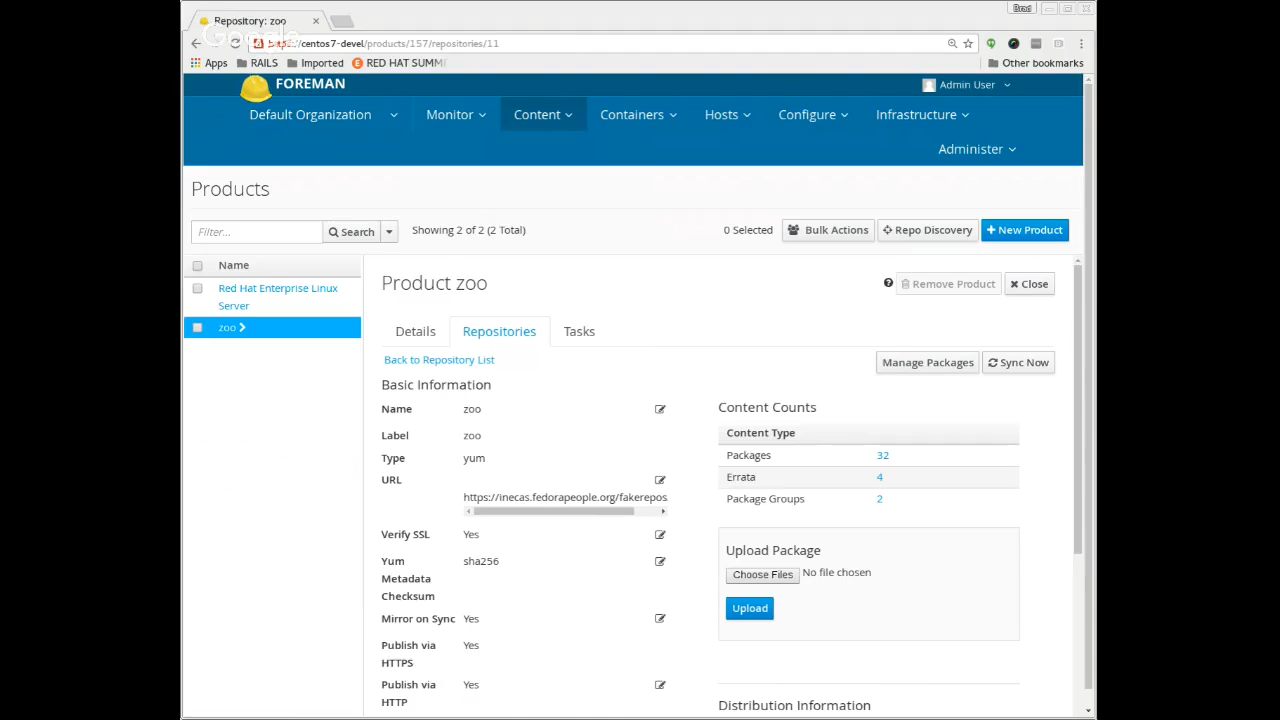 Brad
Repository: zoo
Google
https://centos7-devel/products/157/repositories/11
Apps RAILS Imported RED HAT SUMMI Other bookmarks
FOREMAN Admin User
Default Organization Monitor Content Containers Hosts Configure Infrastructure
Administer
Products
Filter... Search Showing 2 of 2 (2 Total) 0 Selected Bulk Actions Repo Discovery New Product
Name
Red Hat Enterprise Linux
Server
zoo
Product zoo Remove Product Close
Details Repositories Tasks
Back to Repository List Manage Packages Sync Now
Basic Information
Name zoo
Label zoo
Type yum
URL
https://inecas.fedorapeople.org/fakerepos
Verify SSL Yes
Yum sha256
Metadata
Checksum
Mirror on Sync Yes
Publish via Yes
HTTPS
Publish via Yes
HTTP
Content Counts
Content Type
Packages 32
Errata 4
Package Groups 2
Upload Package
Choose Files No file chosen
Upload
Distribution Information